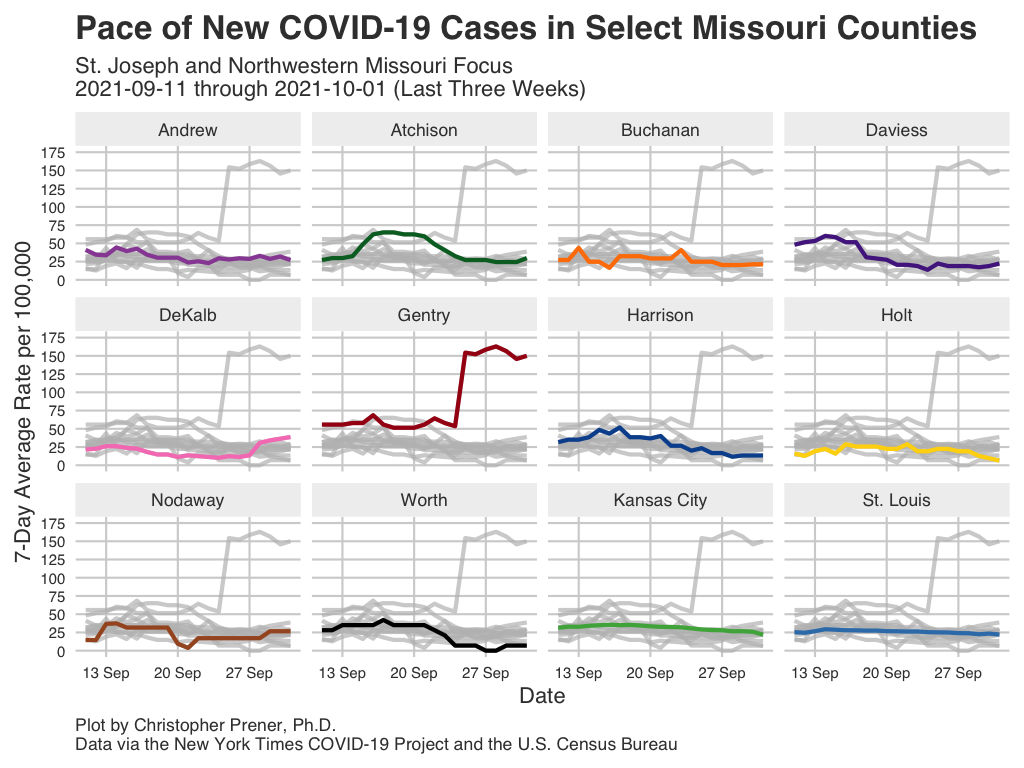 Pace of New COVID-19 Cases in Select Missouri Counties
St. Joseph and Northwestern Missouri Focus
2021-09-11 through 2021-10-01 (Last Three Weeks)
Andrew Atchison Buchanan Daviess
175
150
125
100
75
50
25
0
DeKalb Gentry Harrison Holt
175
150
125
100
75
50
25
0
Nodaway Worth Kansas City St. Louis
175
150
125
100
75
50
25
0
7-Day Average Rate per 100,000
13 Sep 20 Sep 27 Sep 13 Sep 20 Sep 27 Sep 13 Sep 20 Sep 27 Sep 13 Sep 20 Sep 27 Sep
Date
Plot by Christopher Prener, Ph.D.
Data via the New York Times COVID-19 Project and the U.S. Census Bureau